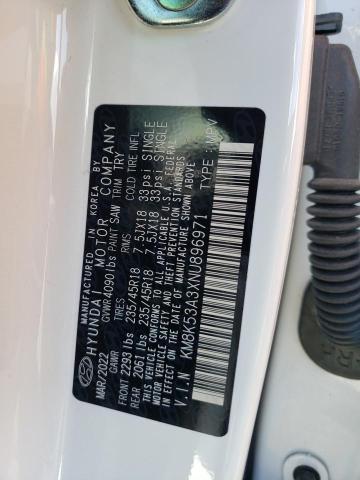 MANUFACTURED IN KOREA BY
HYUNDAI MOTOR COMPANY
MAR/2022 GVWR 4090 lbs PAINT SAW TRIM TRY
GAWR TIRES RIMS COLD TIRE INFL
FRONT 2293 lbs 235/45R18 7.5JX18 33psi SINGLE
REAR 2061 lbs 235/45R18 7.5JX18 33psi SINGLE
THIS VEHICLE CONFORMS TO ALL APPLICABLE U.S.A. FEDERAL
MOTOR VEHICLE SAFETY AND BUMPER STANDARDS IN
EFFECT ON THE DATE OF MANUFACTURE SHOWN ABOVE.
V.I.N KM8K53A3XNU896971 TYPE: MPV